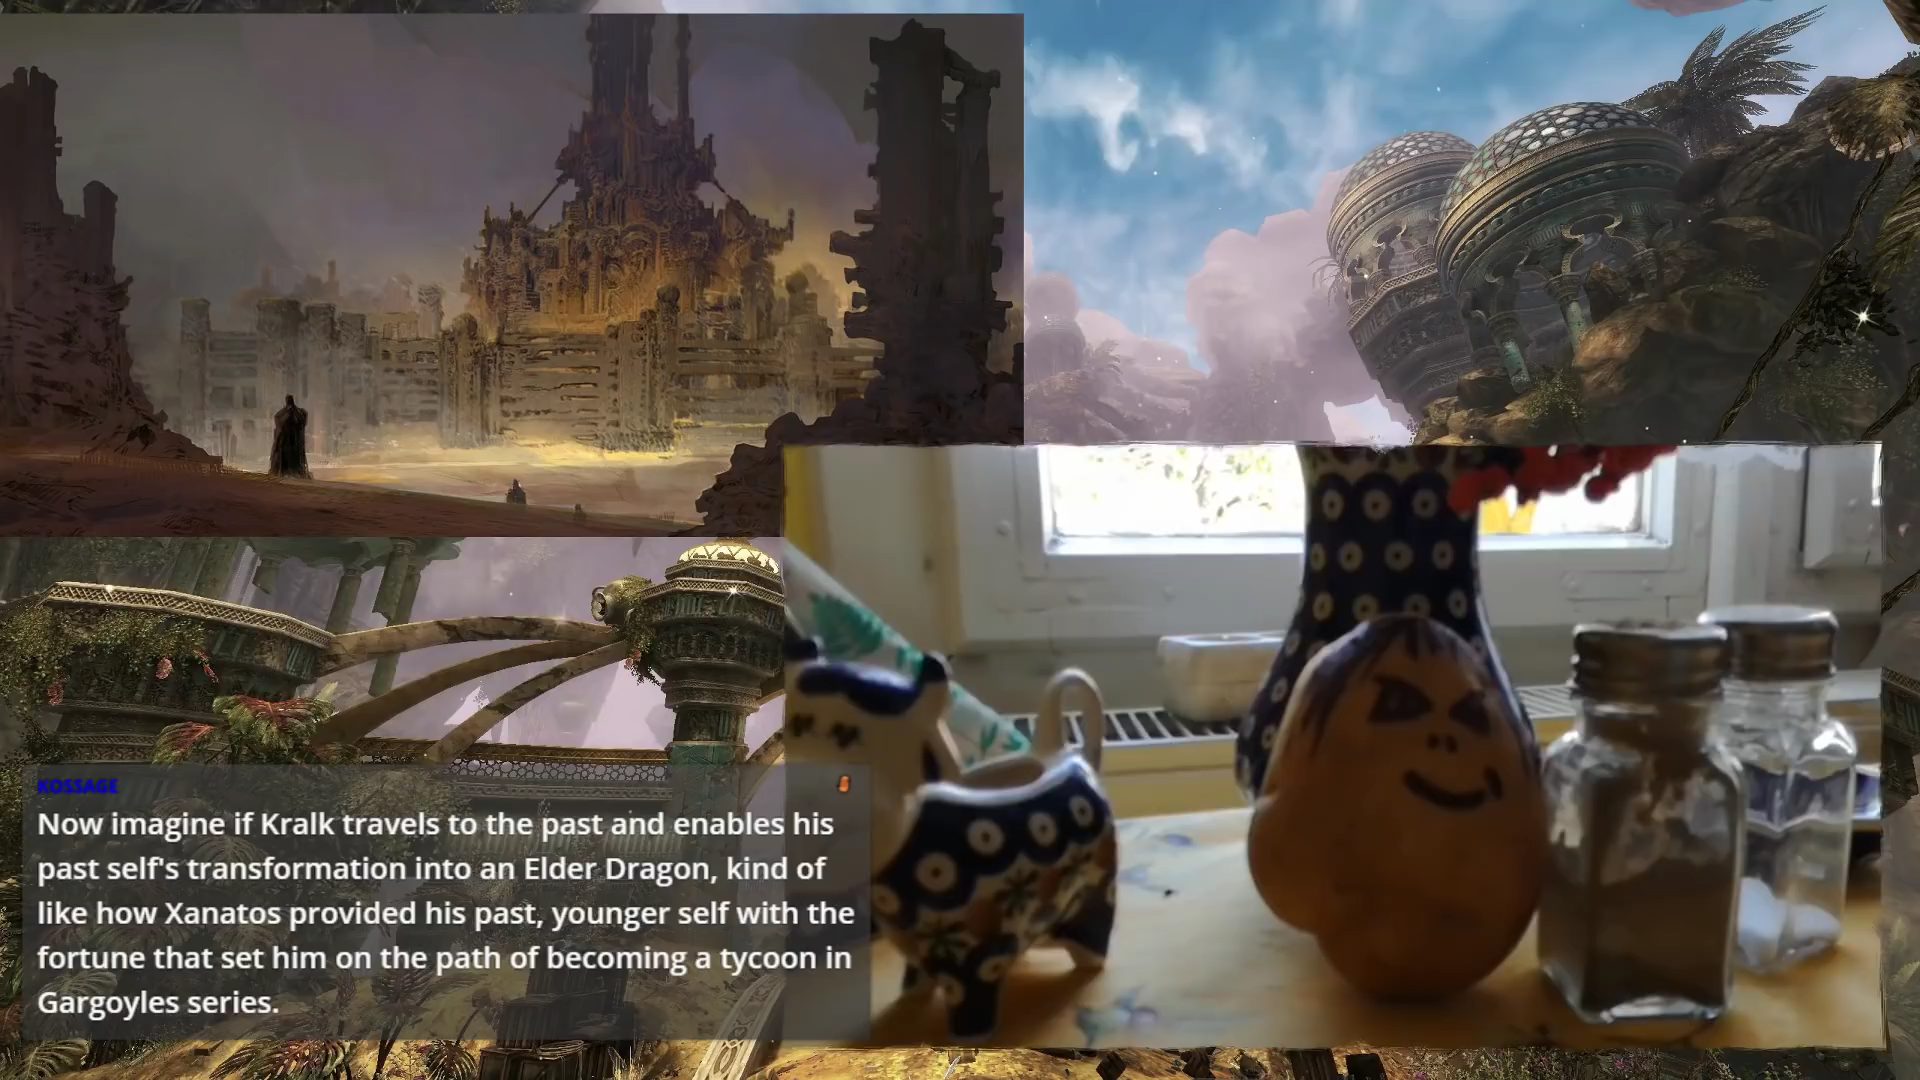 KOSSAGE
Now imagine if Kralk travels to the past and enables his
past self's transformation into an Elder Dragon, kind of
like how Xanatos provided his past, younger self with the
fortune that set him on the path of becoming a tycoon in
Gargoyles series.